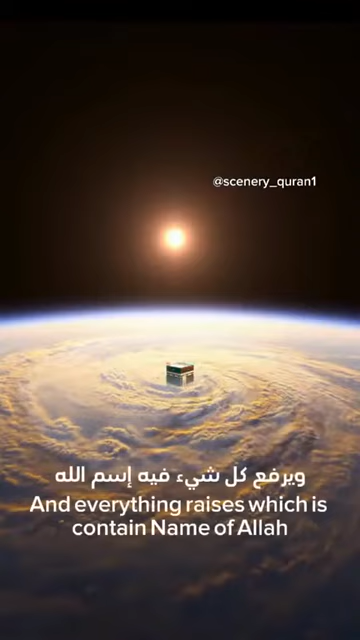 @scenery_quran1
ويرفع كل شيء فيه إسم الله
And everything raises which is
contain Name of Allah